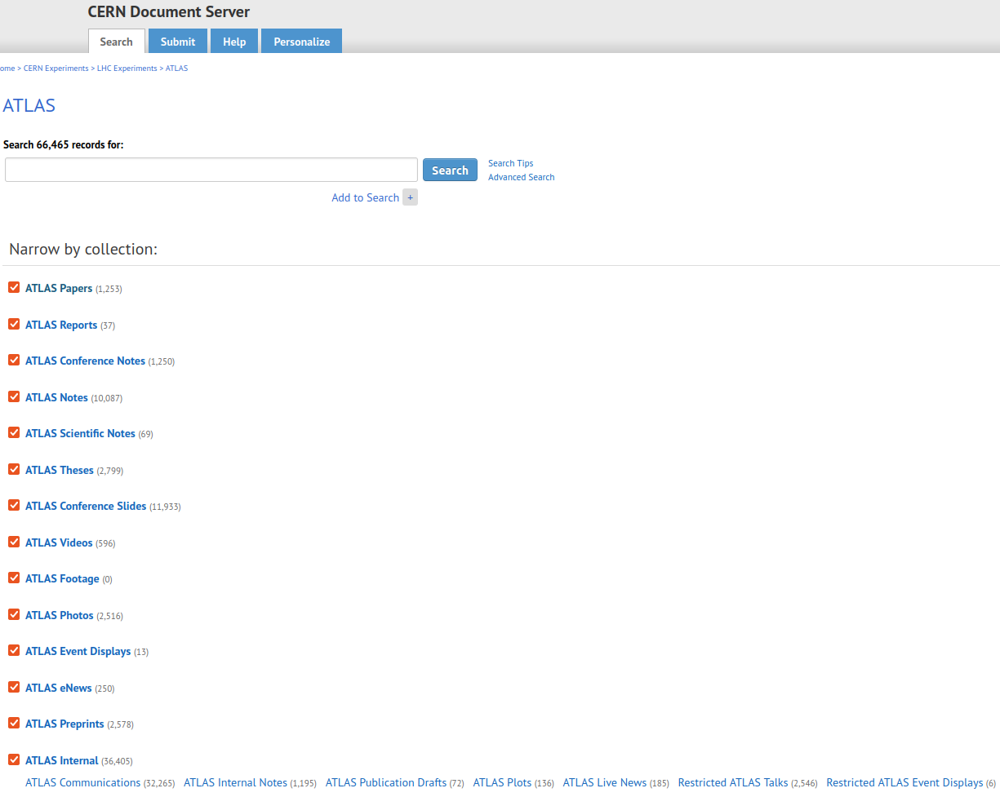 CERN Document Server
Search Submit Help Personalize
ome > CERN Experiments > LHC Experiments > ATLAS
ATLAS
Search 66,465 records for:
Search
Search Tips
Advanced Search
Add to Search +
Narrow by collection:
ATLAS Papers (1,253)
ATLAS Reports (37)
ATLAS Conference Notes (1,250)
ATLAS Notes (10,087)
ATLAS Scientific Notes (69)
ATLAS Theses (2,799)
ATLAS Conference Slides (11,933)
ATLAS Videos (596)
ATLAS Footage (0)
ATLAS Photos (2,516)
ATLAS Event Displays (13)
ATLAS eNews (250)
ATLAS Preprints (2,578)
ATLAS Internal (36,405)
ATLAS Communications (32,265) ATLAS Internal Notes (1,195) ATLAS Publication Drafts (72) ATLAS Plots (136) ATLAS Live News (185) Restricted ATLAS Talks (2,546) Restricted ATLAS Event Displays (6)